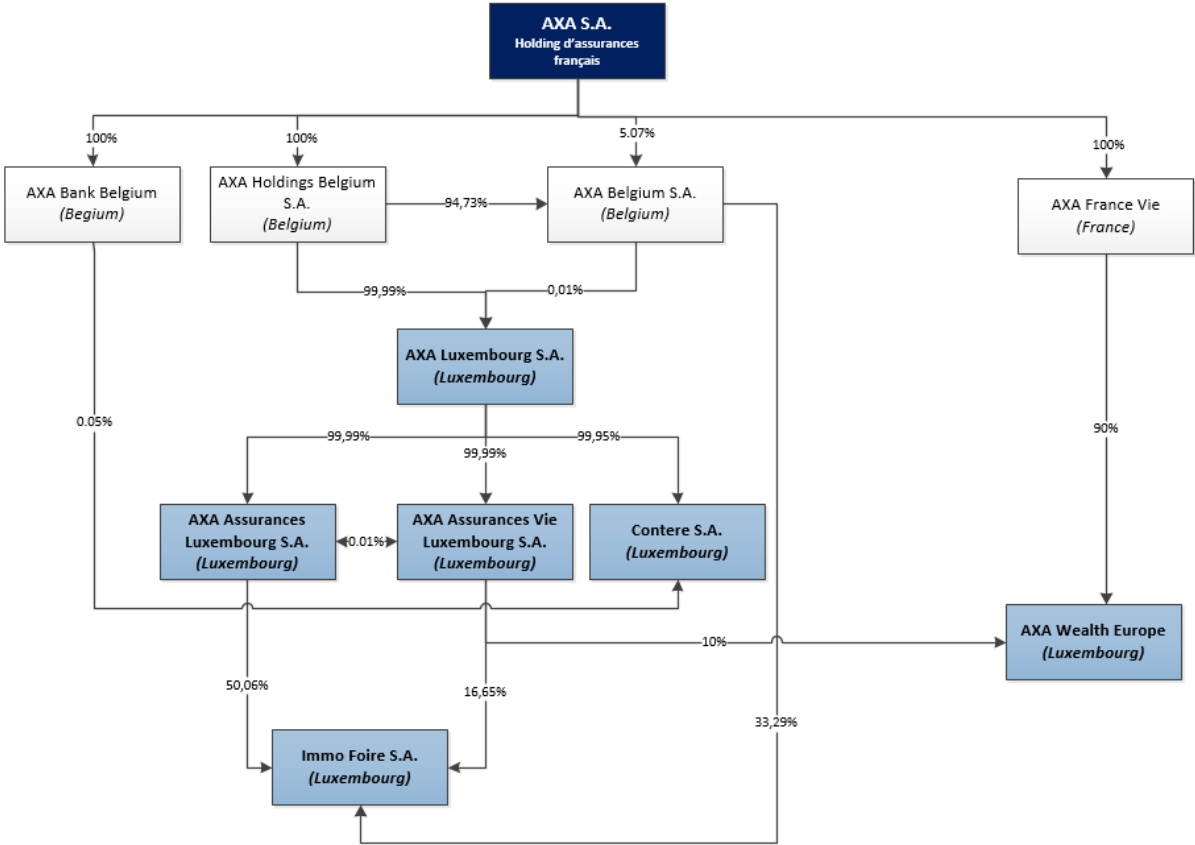 AXA S.A.
Holding d'assurances
français
100%
100%
5.07%
100%
AXA Bank Belgium
(Begium)
AXA Holdings Belgium
S.A.
(Belgium)
94,73%
AXA Belgium S.A.
(Belgium)
AXA France Vie
(France)
99,99%
0,01%
AXA Luxembourg S.A.
(Luxembourg)
0.05%
90%
99,99%
99,99%
99,95%
AXA Assurances
Luxembourg S.A.
(Luxembourg)
0.01%
AXA Assurances Vie
Luxembourg S.A.
(Luxembourg)
Contere S.A.
(Luxembourg)
10%
AXA Wealth Europe
(Luxembourg)
50,06%
16,65%
33,29%
Immo Foire S.A.
(Luxembourg)